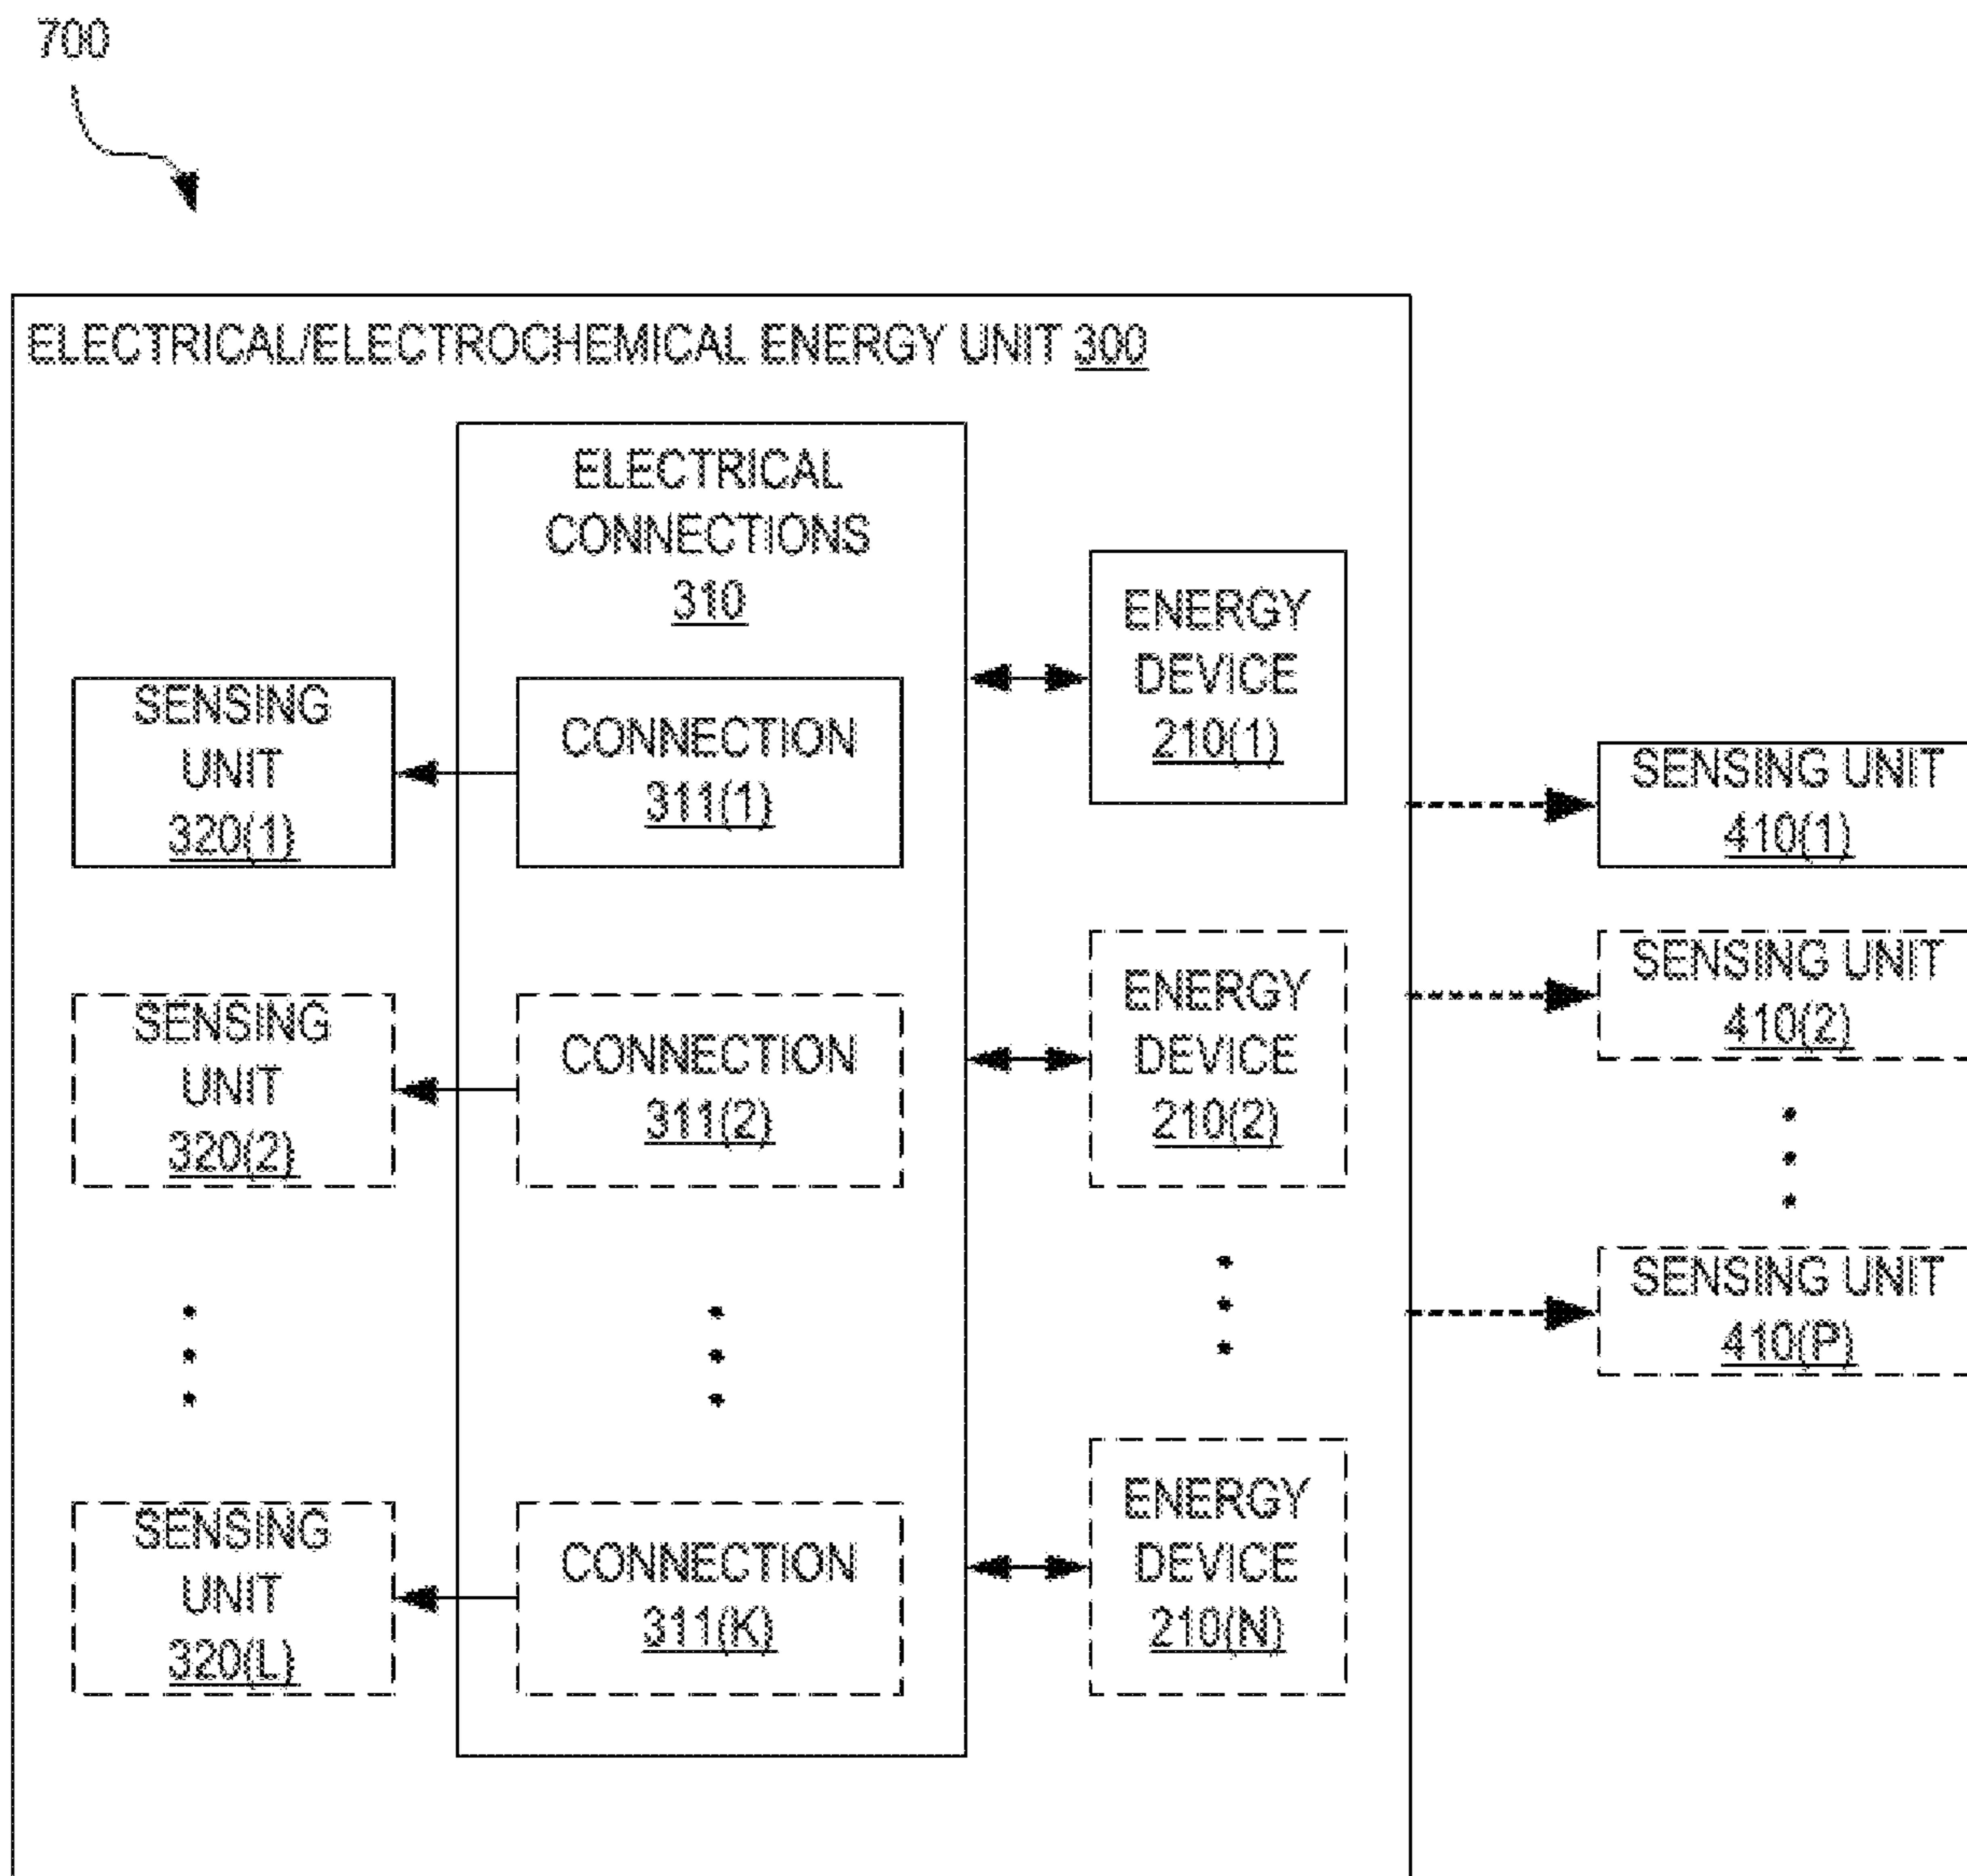 700
ELECTRICAL/ELECTROCHEMICAL ENERGY UNIT 300
ELECTRICAL
CONNECTIONS
310
SENSING
UNIT
320(1)
CONNECTION
311(1)
ENERGY
DEVICE
210(1)
SENSING UNIT
410(1)
SENSING
UNIT
320(2)
CONNECTION
311(2)
ENERGY
DEVICE
210(2)
SENSING UNIT
410(2)
SENSING UNIT
410(P)
SENSING
UNIT
320(L)
CONNECTION
311(K)
ENERGY
DEVICE
210(N)